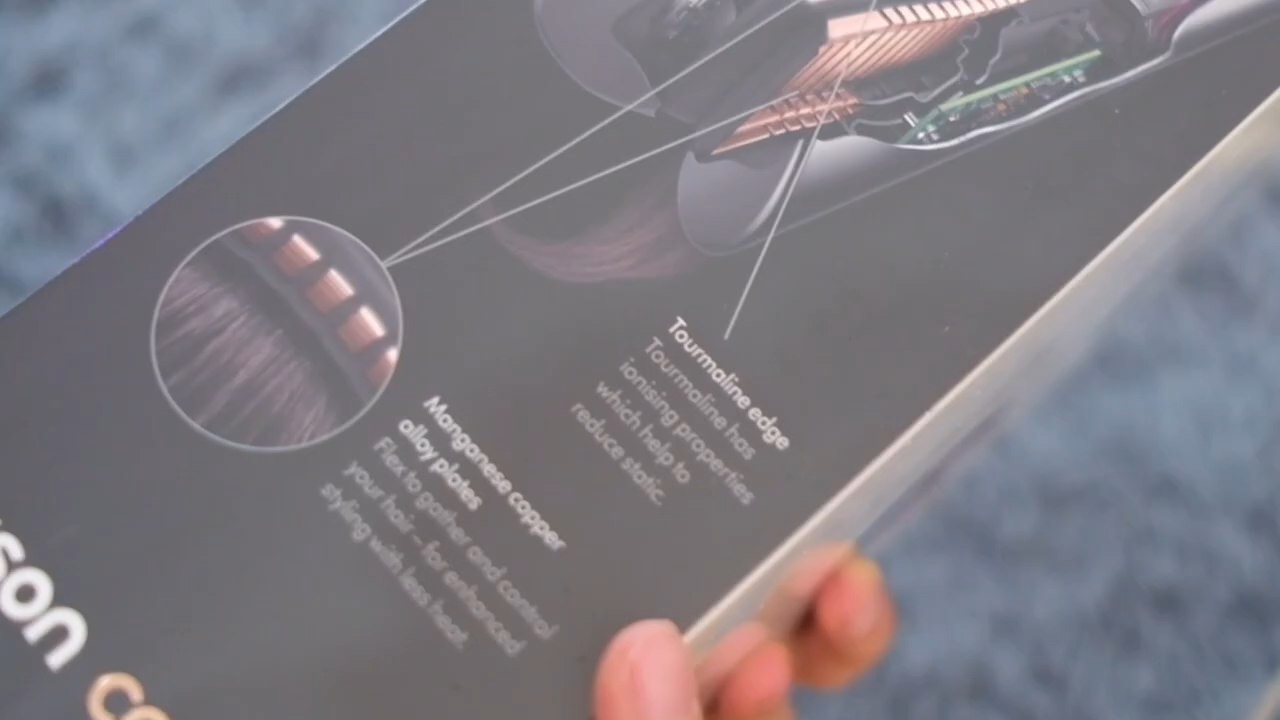 Tourmaline edge
Tourmaline has
ionising properties
which help to
reduce static.
Manganese copper
alloy plates
Flex to gather and control
your hair – for enhanced
styling with less heat.
son co